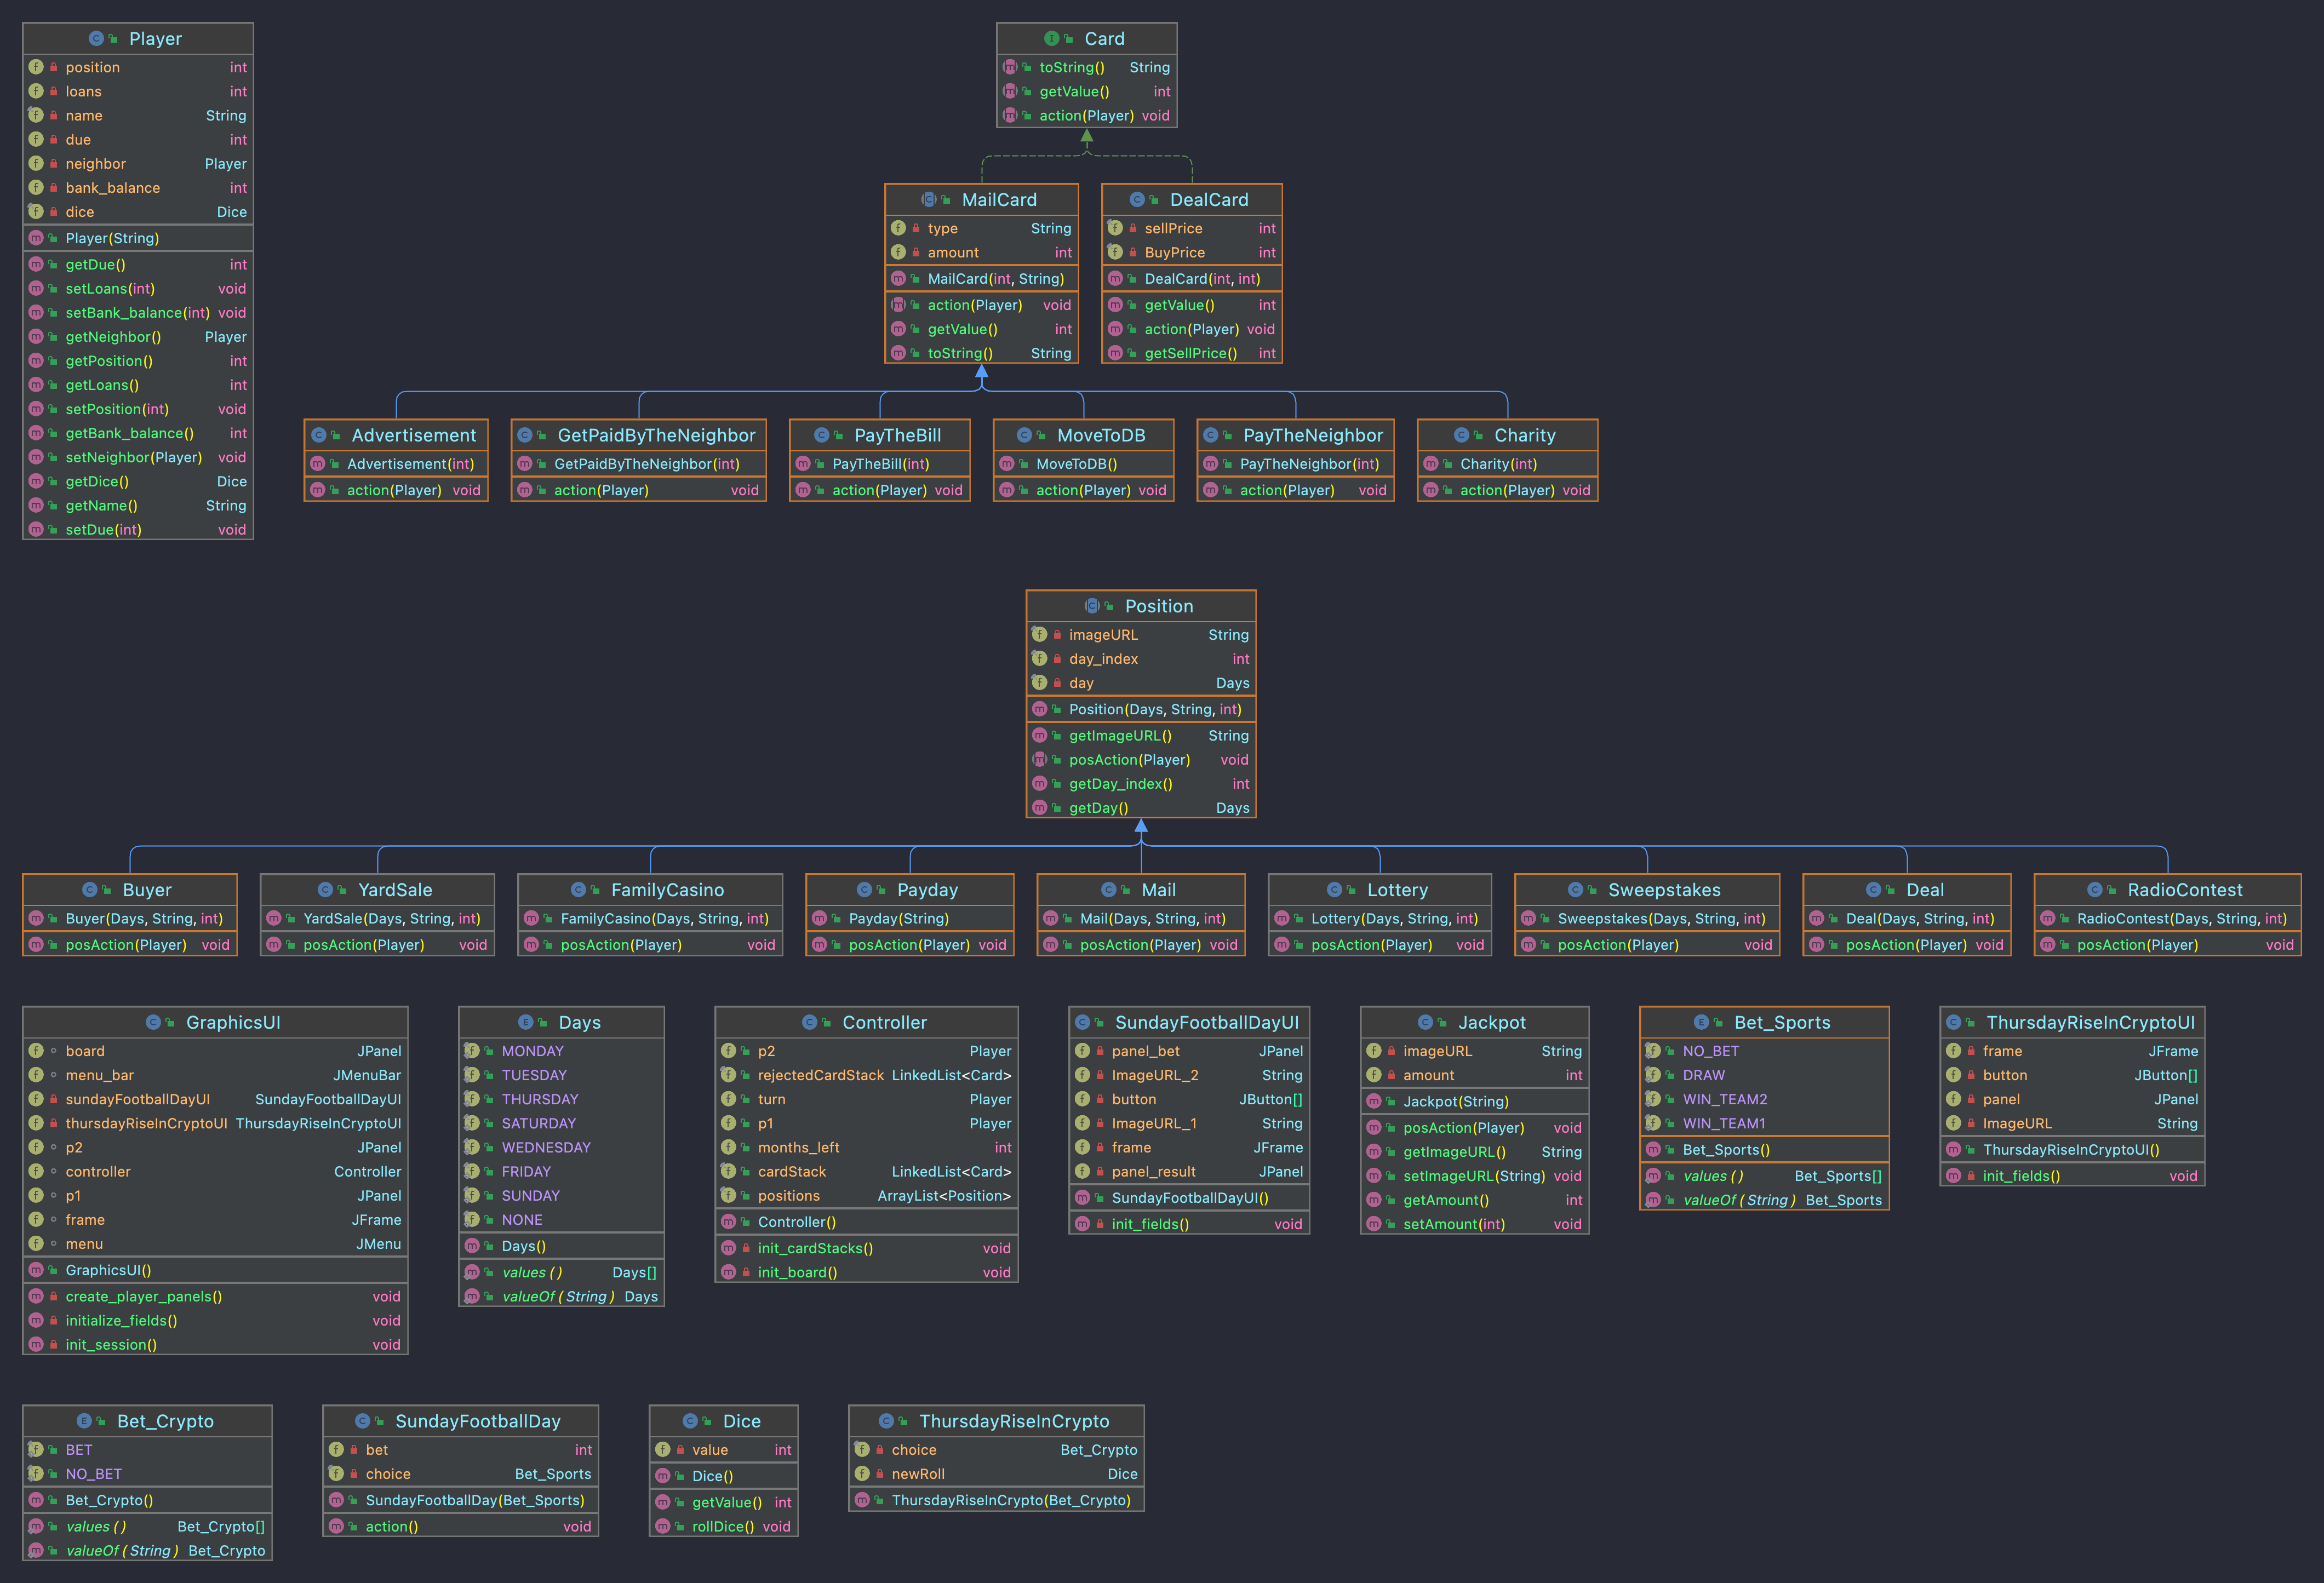 Player
position int
loans int
name String
due int
neighbor Player
bank_balance int
dice Dice
Player(String)
getDue() int
setLoans(int) void
setBank_balance(int) void
getNeighbor() Player
getPosition() int
getLoans() int
setPosition(int) void
getBank_balance() int
setNeighbor(Player) void
getDice() Dice
getName() String
setDue(int) void
Card
toString() String
getValue() int
action(Player) void
MailCard
type String
amount int
MailCard(int, String)
action(Player) void
getValue() int
toString() String
DealCard
sellPrice int
BuyPrice int
DealCard(int, int)
getValue() int
action(Player) void
getSellPrice() int
Advertisement
Advertisement(int)
action(Player) void
GetPaidByTheNeighbor
GetPaidByTheNeighbor(int)
action(Player) void
PayTheBill
PayTheBill(int)
action(Player) void
MoveToDB
MoveToDB()
action(Player) void
PayTheNeighbor
PayTheNeighbor(int)
action(Player) void
Charity
Charity(int)
action(Player) void
Position
imageURL String
day_index int
day Days
Position(Days, String, int)
getImageURL() String
posAction(Player) void
getDay_index() int
getDay() Days
Buyer
Buyer(Days, String, int)
posAction(Player) void
YardSale
YardSale(Days, String, int)
posAction(Player) void
FamilyCasino
FamilyCasino(Days, String, int)
posAction(Player) void
Payday
Payday(String)
posAction(Player) void
Mail
Mail(Days, String, int)
posAction(Player) void
Lottery
Lottery(Days, String, int)
posAction(Player) void
Sweepstakes
Sweepstakes(Days, String, int)
posAction(Player) void
Deal
Deal(Days, String, int)
posAction(Player) void
RadioContest
RadioContest(Days, String, int)
posAction(Player) void
GraphicsUI
board JPanel
menu_bar JMenuBar
sundayFootballDayUI SundayFootballDayUI
thursdayRiseInCryptoUI ThursdayRiseInCryptoUI
p2 JPanel
controller Controller
p1 JPanel
frame JFrame
menu JMenu
GraphicsUI()
create_player_panels() void
initialize_fields() void
init_session() void
Days
MONDAY
TUESDAY
THURSDAY
SATURDAY
WEDNESDAY
FRIDAY
SUNDAY
NONE
Days()
values() Days[]
valueOf(String) Days
Controller
p2 Player
rejectedCardStack LinkedList<Card>
turn Player
p1 Player
months_left int
cardStack LinkedList<Card>
positions ArrayList<Position>
Controller()
init_cardStacks() void
init_board() void
SundayFootballDayUI
panel_bet JPanel
ImageURL_2 String
button JButton[]
ImageURL_1 String
frame JFrame
panel_result JPanel
SundayFootballDayUI()
init_fields() void
Jackpot
imageURL String
amount int
Jackpot(String)
posAction(Player) void
getImageURL() String
setImageURL(String) void
getAmount() int
setAmount(int) void
Bet_Sports
NO_BET
DRAW
WIN_TEAM2
WIN_TEAM1
Bet_Sports()
values() Bet_Sports[]
valueOf(String) Bet_Sports
ThursdayRiseInCryptoUI
frame JFrame
button JButton[]
panel JPanel
ImageURL String
ThursdayRiseInCryptoUI()
init_fields() void
Bet_Crypto
BET
NO_BET
Bet_Crypto()
values() Bet_Crypto[]
valueOf(String) Bet_Crypto
SundayFootballDay
bet int
choice Bet_Sports
SundayFootballDay(Bet_Sports)
action() void
Dice
value int
Dice()
getValue() int
rollDice() void
ThursdayRiseInCrypto
choice Bet_Crypto
newRoll Dice
ThursdayRiseInCrypto(Bet_Crypto)